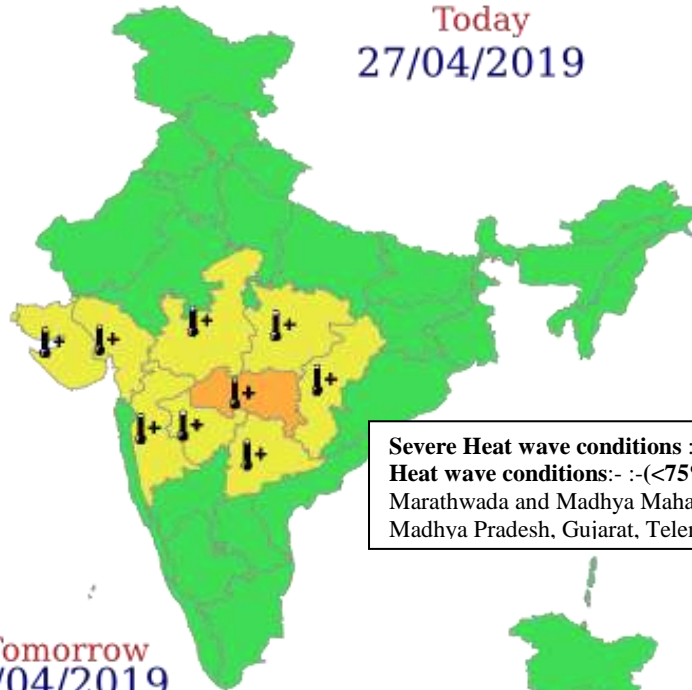 Today
27/04/2019
Severe Heat wave conditions :
Heat wave conditions:- :-(<75
Marathwada and Madhya Maha
Madhya Pradesh, Gujarat, Tele
Tomorrow
/04/2019